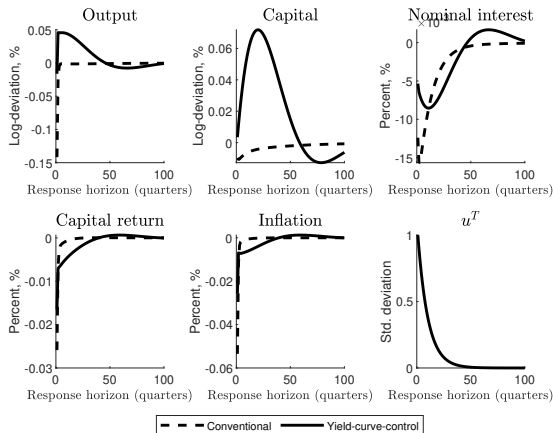 Output
Log-deviation, %
0.05
0
-0.05
-0.1
-0.15
0 50 100
Response horizon (quarters)
Capital
Log-deviation, %
0.06
0.04
0.02
0
0 50 100
Response horizon (quarters)
Nominal interest
Percent, %
0
-5
-10
-15
0 50 100
Response horizon (quarters)
Capital return
Percent, %
0
-0.01
-0.02
-0.03
0 50 100
Response horizon (quarters)
Inflation
Percent, %
0
-0.02
-0.04
-0.06
0 50 100
Response horizon (quarters)
u^T
Std. deviation
1
0.5
0
0 50 100
Response horizon (quarters)
Conventional Yield-curve-control